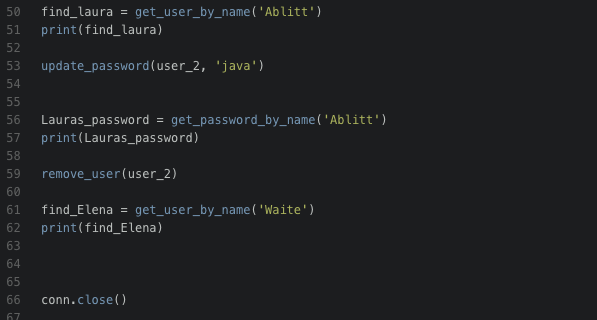 50 find_laura = get_user_by_name('Ablitt')
51 print(find_laura)
52
53 update_password(user_2, 'java')
54
55
56 Lauras_password = get_password_by_name('Ablitt')
57 print(Lauras_password)
58
59 remove_user(user_2)
60
61 find_Elena = get_user_by_name('Waite')
62 print(find_Elena)
63
64
65
66 conn.close()
67